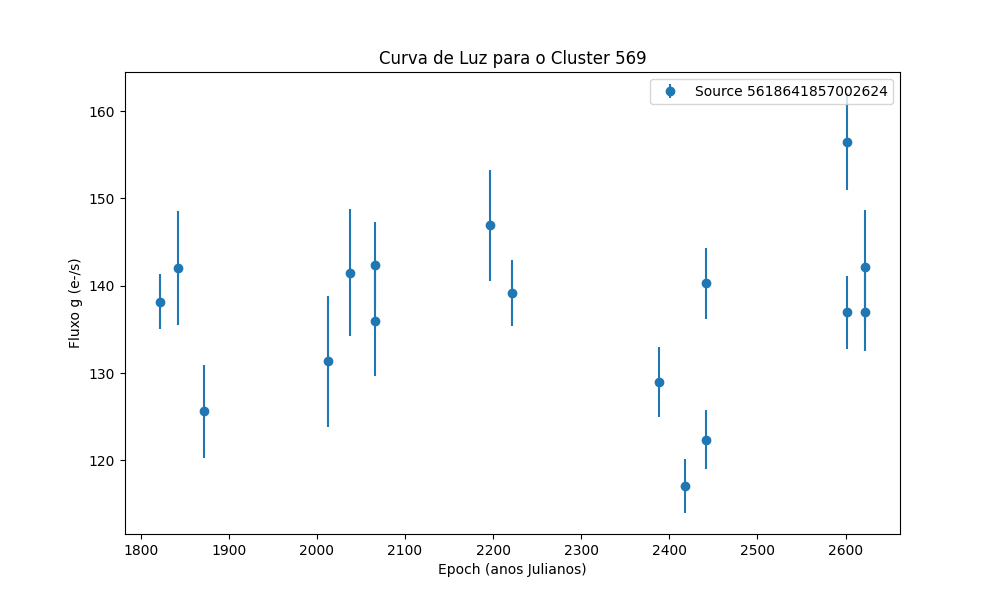 Curva de Luz para o Cluster 569
Source 5618641857002624
Fluxo g (e-/s)
160
150
140
130
120
1800 1900 2000 2100 2200 2300 2400 2500 2600
Epoch (anos Julianos)